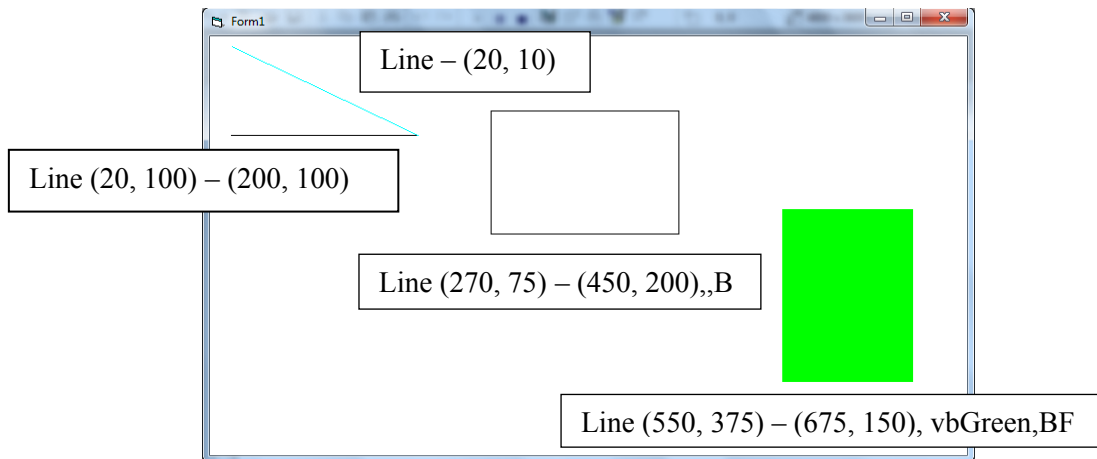 Form1
Line – (20, 10)
Line (20, 100) – (200, 100)
Line (270, 75) – (450, 200),,B
Line (550, 375) – (675, 150), vbGreen,BF